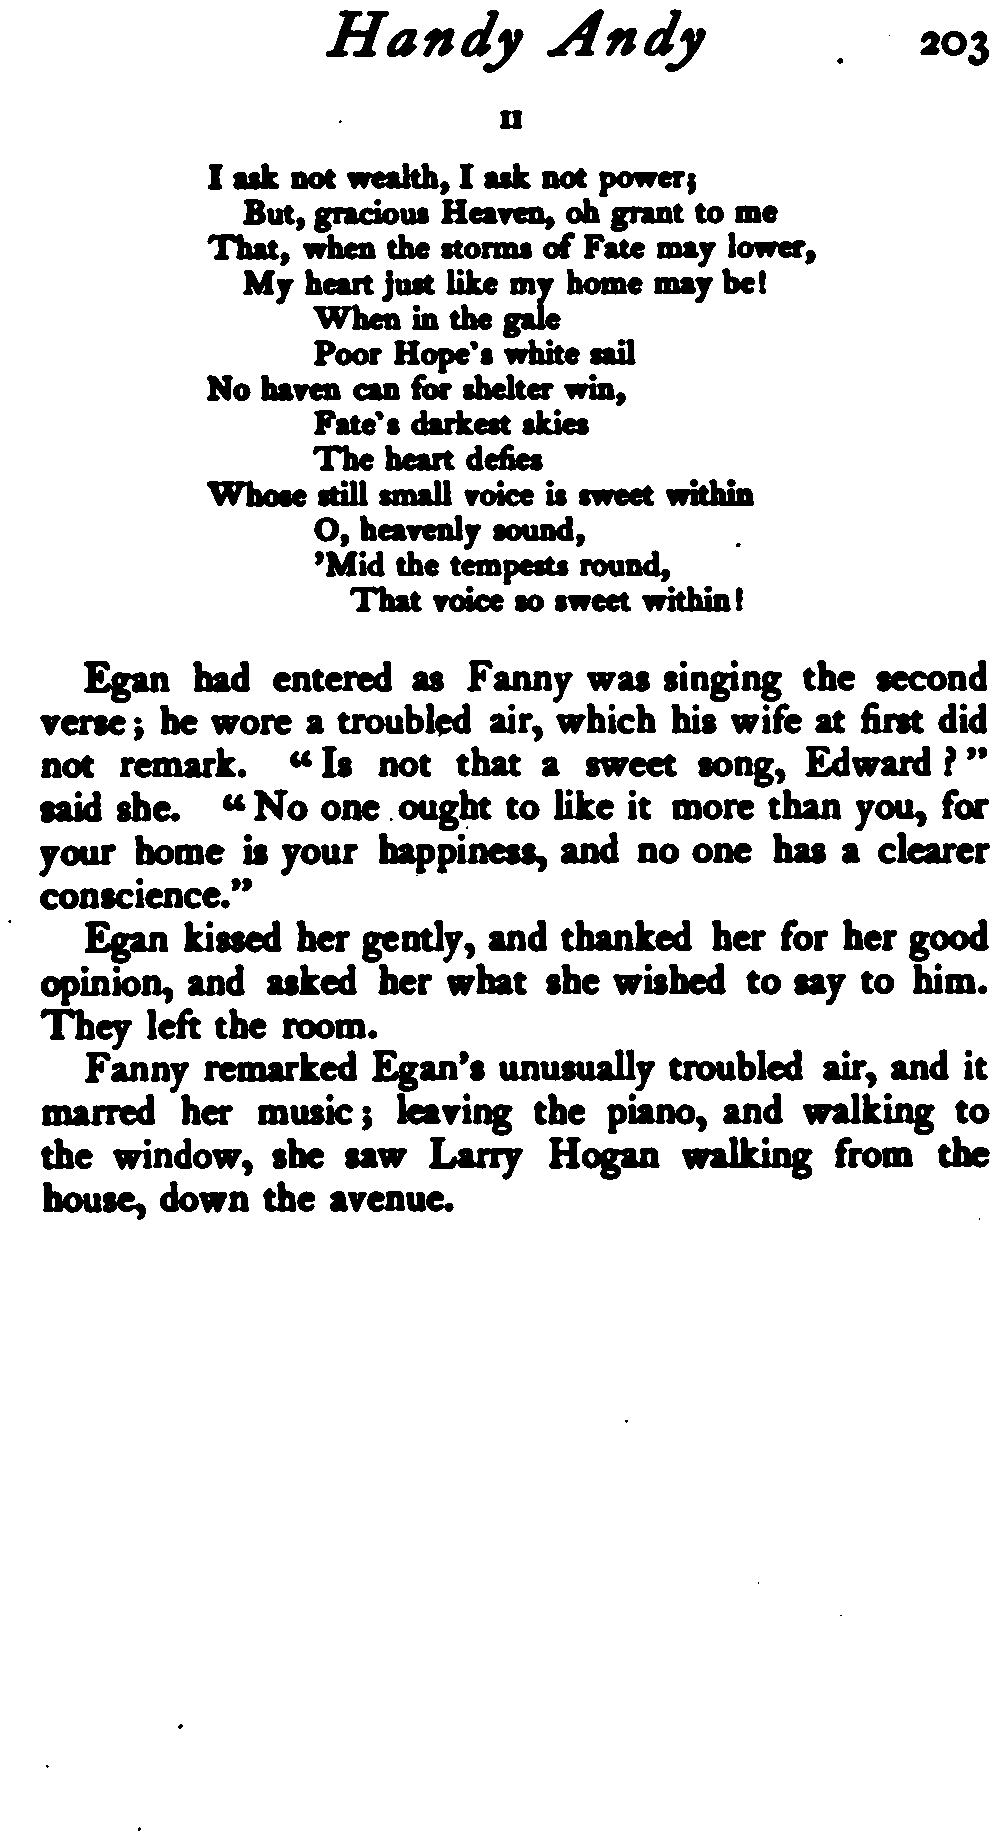 Handy Andy 203
II
I ask not wealth, I ask not power;
But, gracious Heaven, oh grant to me
That, when the storms of Fate may lower,
My heart just like my home may be!
When in the gale
Poor Hope's white sail
No haven can for shelter win,
Fate's darkest skies
The heart defies
Whose still small voice is sweet within
O, heavenly sound,
'Mid the tempests round,
That voice so sweet within!
Egan had entered as Fanny was singing the second
verse; he wore a troubled air, which his wife at first did
not remark. "Is not that a sweet song, Edward?"
said she. "No one ought to like it more than you, for
your home is your happiness, and no one has a clearer
conscience."
Egan kissed her gently, and thanked her for her good
opinion, and asked her what she wished to say to him.
They left the room.
Fanny remarked Egan's unusually troubled air, and it
marred her music; leaving the piano, and walking to
the window, she saw Larry Hogan walking from the
house, down the avenue.